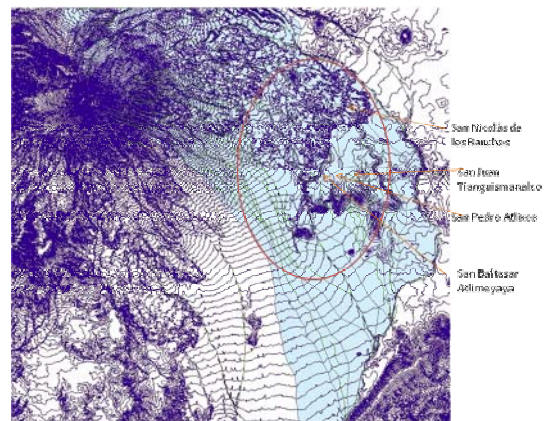 San Nicolás de
los Ranchos
San Juan
Tianguismanalco
San Pedro Atlixco
San Baltasar
Atlimeyaya